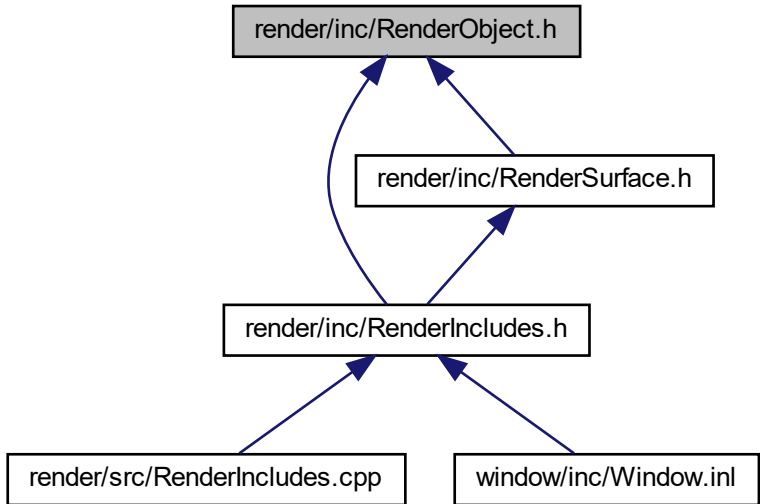 render/inc/RenderObject.h
render/inc/RenderSurface.h
render/inc/RenderIncludes.h
render/src/RenderIncludes.cpp
window/inc/Window.inl